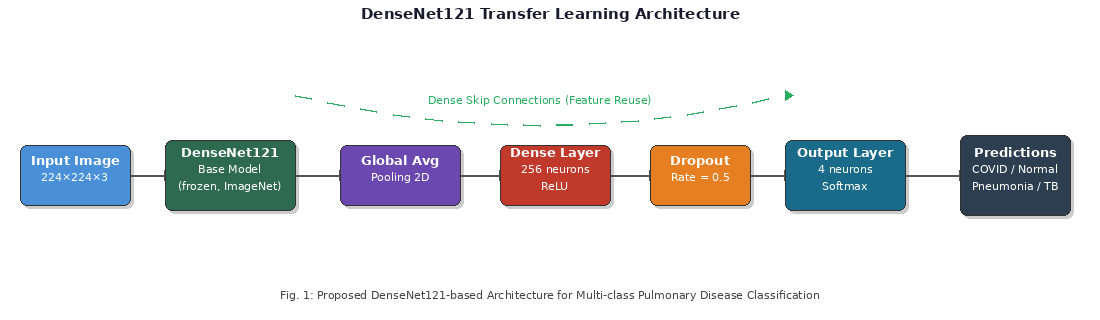 DenseNet121 Transfer Learning Architecture
Dense Skip Connections (Feature Reuse)
Input Image
224×224×3
DenseNet121
Base Model
(frozen, ImageNet)
Global Avg
Pooling 2D
Dense Layer
256 neurons
ReLU
Dropout
Rate = 0.5
Output Layer
4 neurons
Softmax
Predictions
COVID / Normal
Pneumonia / TB
Fig. 1: Proposed DenseNet121-based Architecture for Multi-class Pulmonary Disease Classification